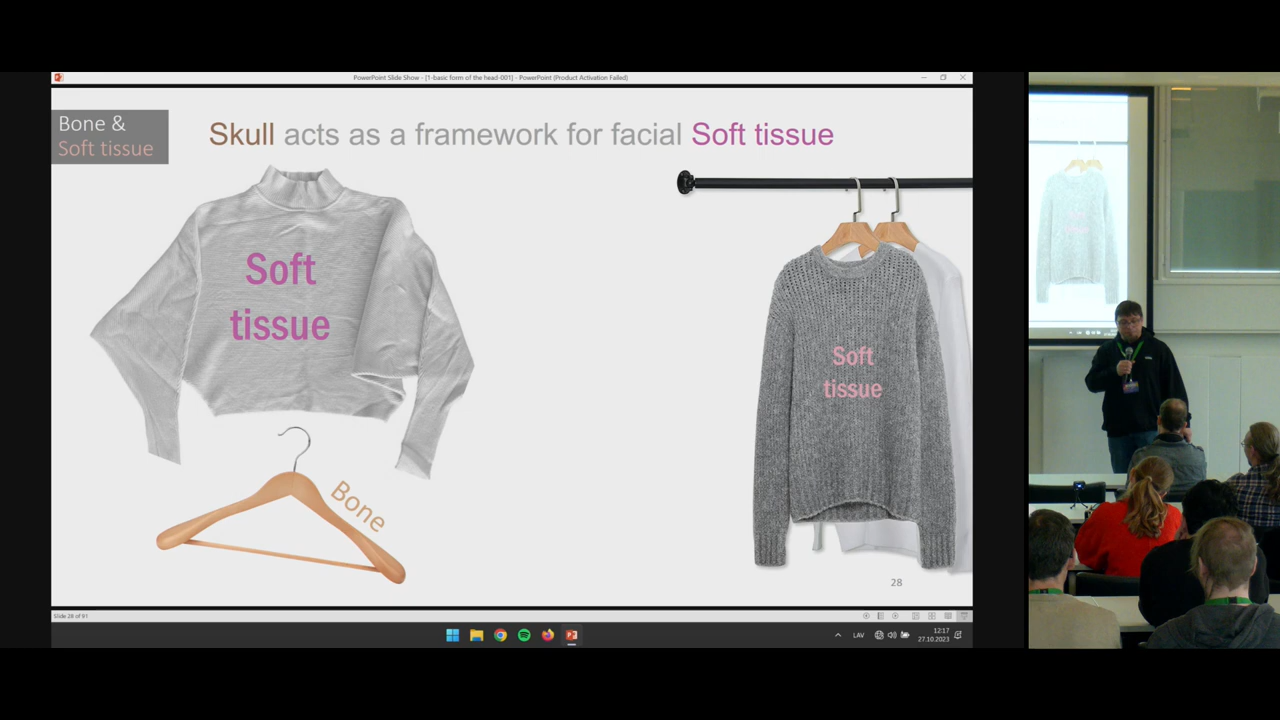 PowerPoint Slide Show - [1-basic form of the head-001] - PowerPoint (Product Activation Failed)
Bone &
Soft tissue
Skull acts as a framework for facial Soft tissue
Soft
tissue
Bone
Soft
tissue
28
Slide 28 of 91
LAV
12:17
27.10.2023